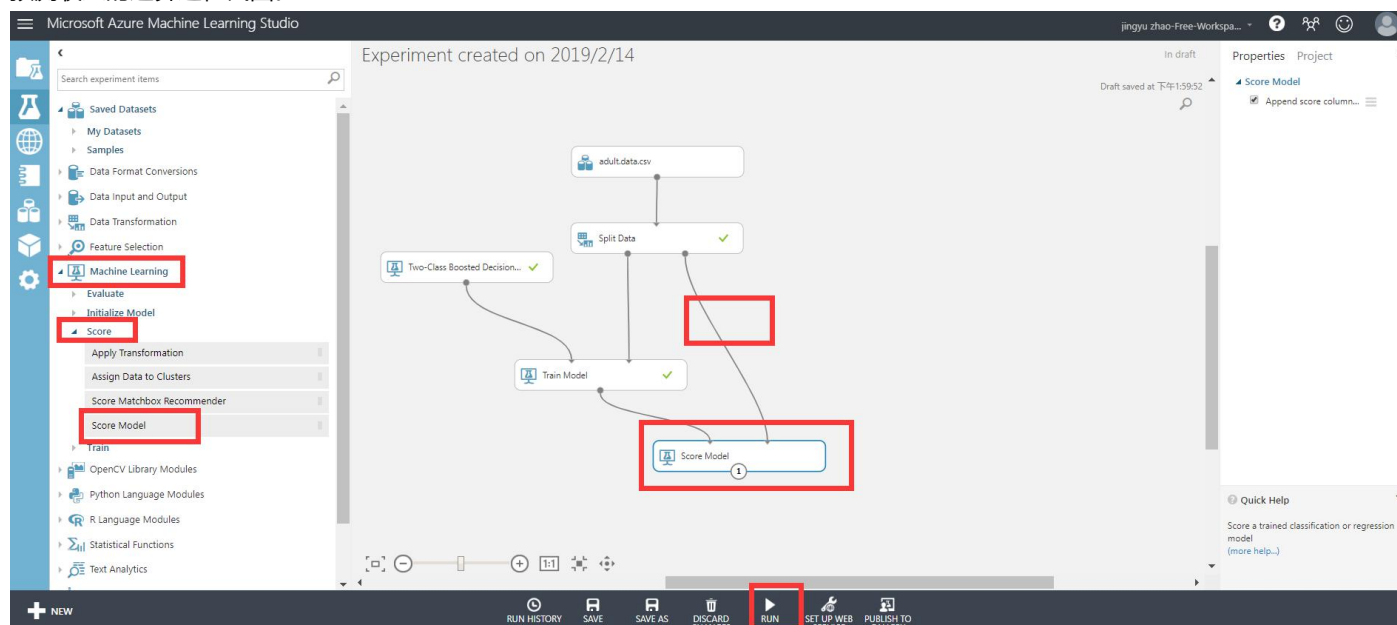 Microsoft Azure Machine Learning Studio
jingyu zhao-Free-Workspa...
Search experiment items
Saved Datasets
My Datasets
Samples
Data Format Conversions
Data Input and Output
Data Transformation
Feature Selection
Machine Learning
Evaluate
Initialize Model
Score
Apply Transformation
Assign Data to Clusters
Score Matchbox Recommender
Score Model
Train
OpenCV Library Modules
Python Language Modules
R Language Modules
Statistical Functions
Text Analytics
Experiment created on 2019/2/14
In draft
Draft saved at 下午1:59:52
adult.data.csv
Split Data
Two-Class Boosted Decision...
Train Model
Score Model
1
1:1
Properties Project
Score Model
Append score column...
Quick Help
Score a trained classification or regression
model
(more help...)
NEW
RUN HISTORY
SAVE
SAVE AS
DISCARD
RUN
SET UP WEB
PUBLISH TO